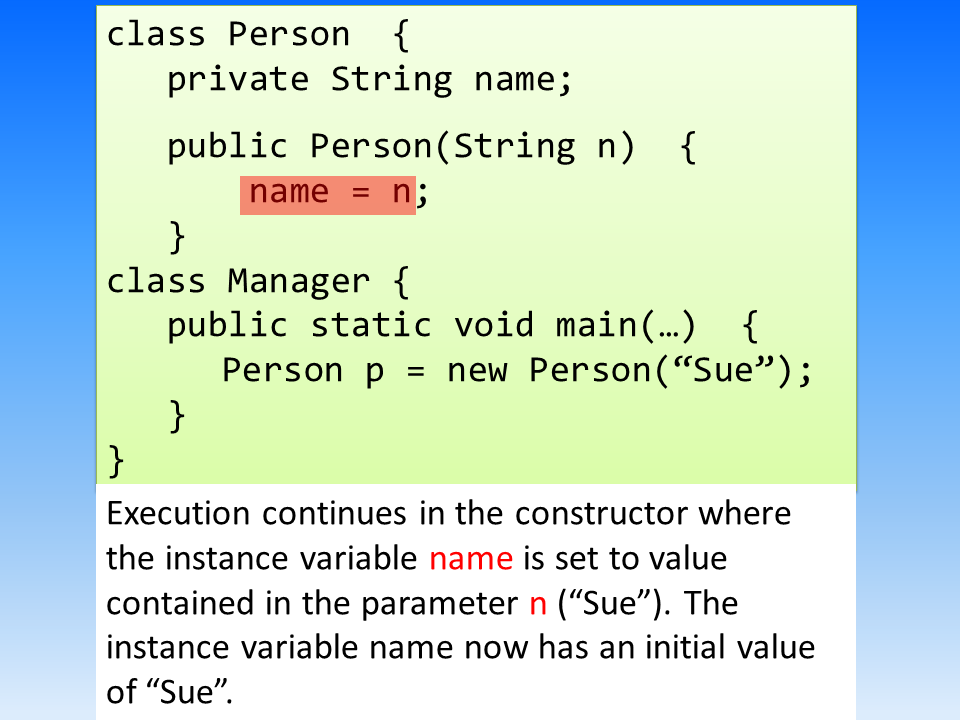 class Person {
private String name;
public Person(String n) {
name = n;
}
class Manager {
public static void main(…) {
Person p = new Person(“Sue”);
}
}
Execution continues in the constructor where
the instance variable name is set to value
contained in the parameter n (“Sue”). The
instance variable name now has an initial value
of “Sue”.